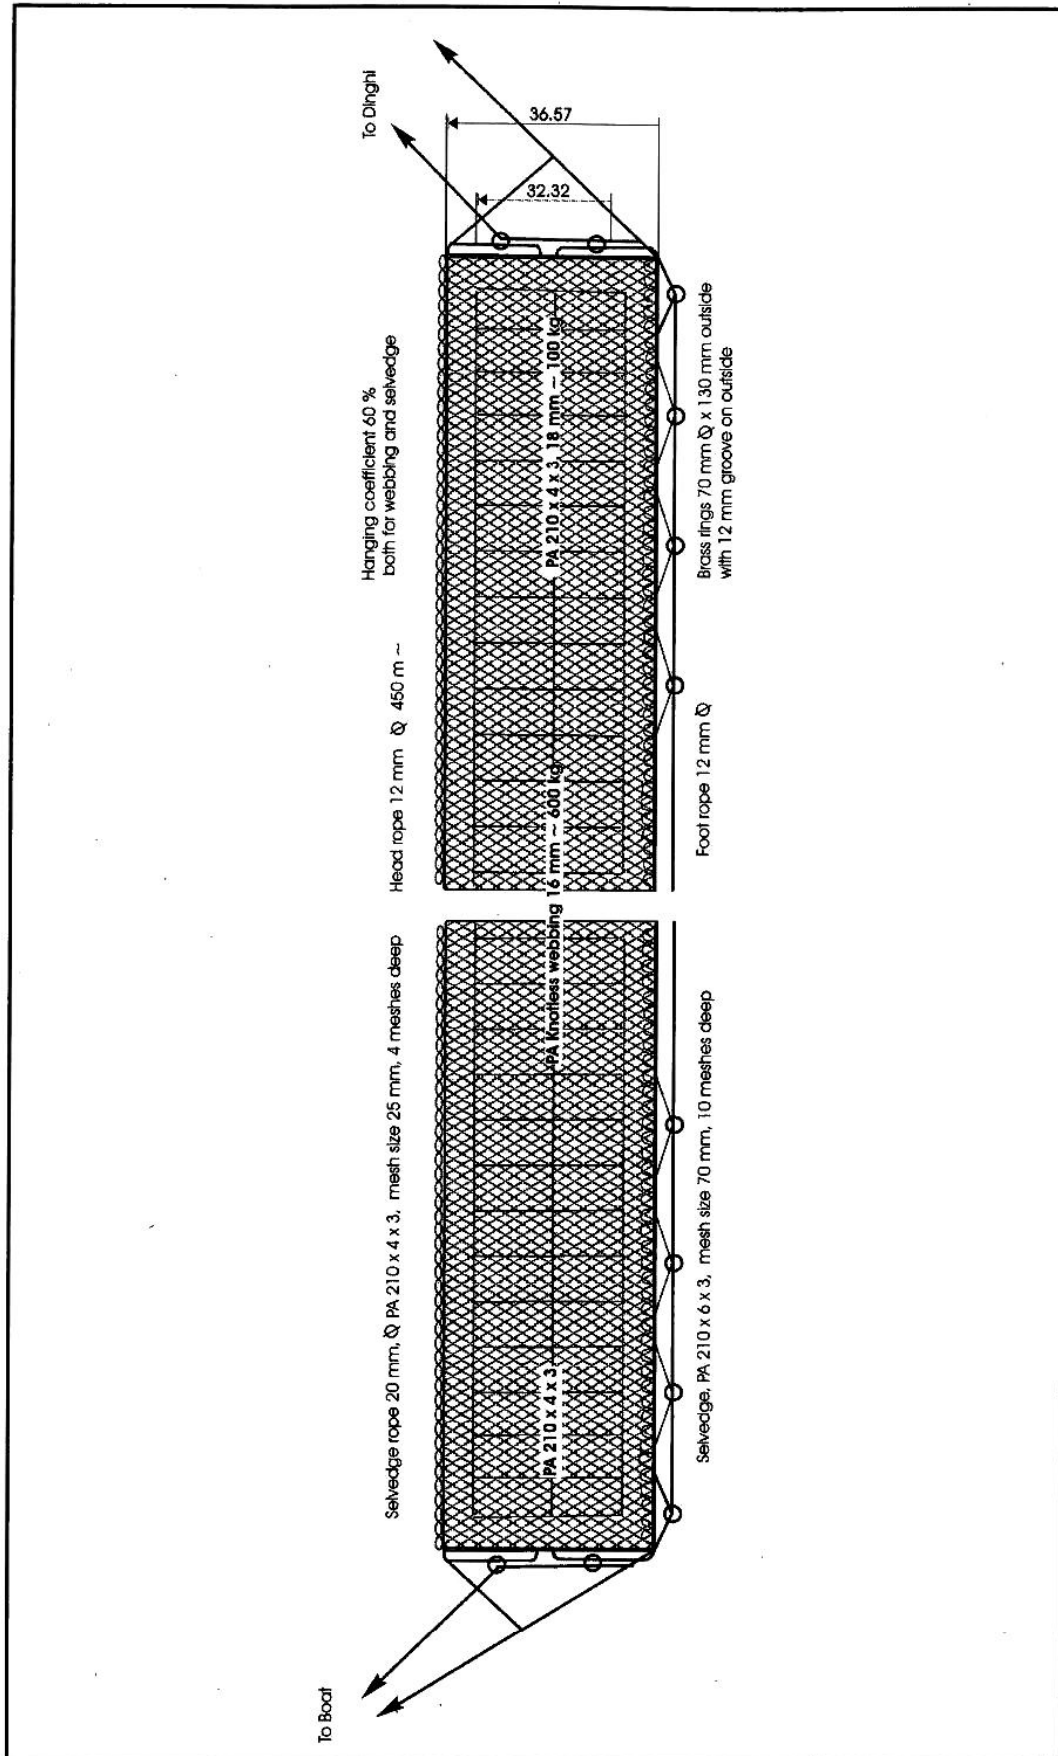 To Dinghi
36.57
32.32
Hanging coefficient 60 %
both for webbing and selvedge
Head rope 12 mm Ꝙ 450 m ~
Selvedge rope 20 mm, Ꝙ PA 210 x 4 x 3, mesh size 25 mm, 4 meshes deep
To Boat
PA 210 x 4 x 3, 18 mm ~ 100 kg
PA Knotless webbing 16 mm ~ 600 kg
PA 210 x 4 x 3
Brass rings 70 mm Ꝙ x 130 mm outside
with 12 mm groove on outside
Foot rope 12 mm Ꝙ
Selvedge, PA 210 x 6 x 3, mesh size 70 mm, 10 meshes deep